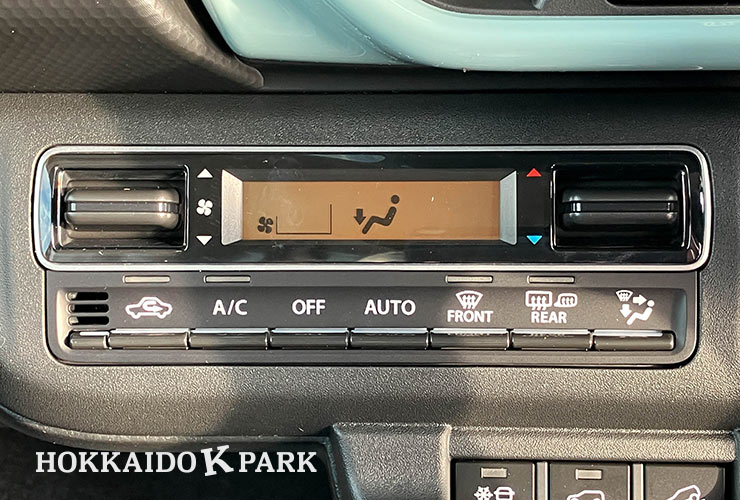 A/C
OFF
AUTO
FRONT
REAR
HOKKAIDO K PARK